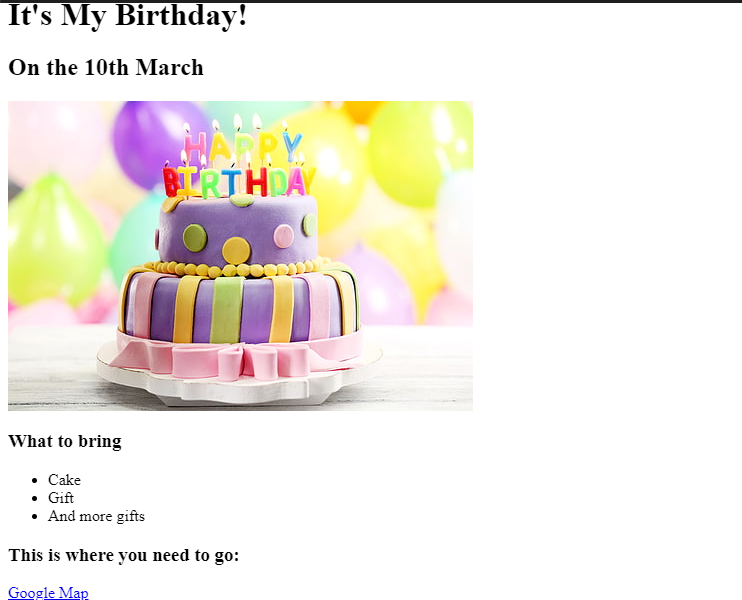 It's My Birthday!
On the 10th March
HAPPY
BIRTHDAY
What to bring
Cake
Gift
And more gifts
This is where you need to go:
Google Map